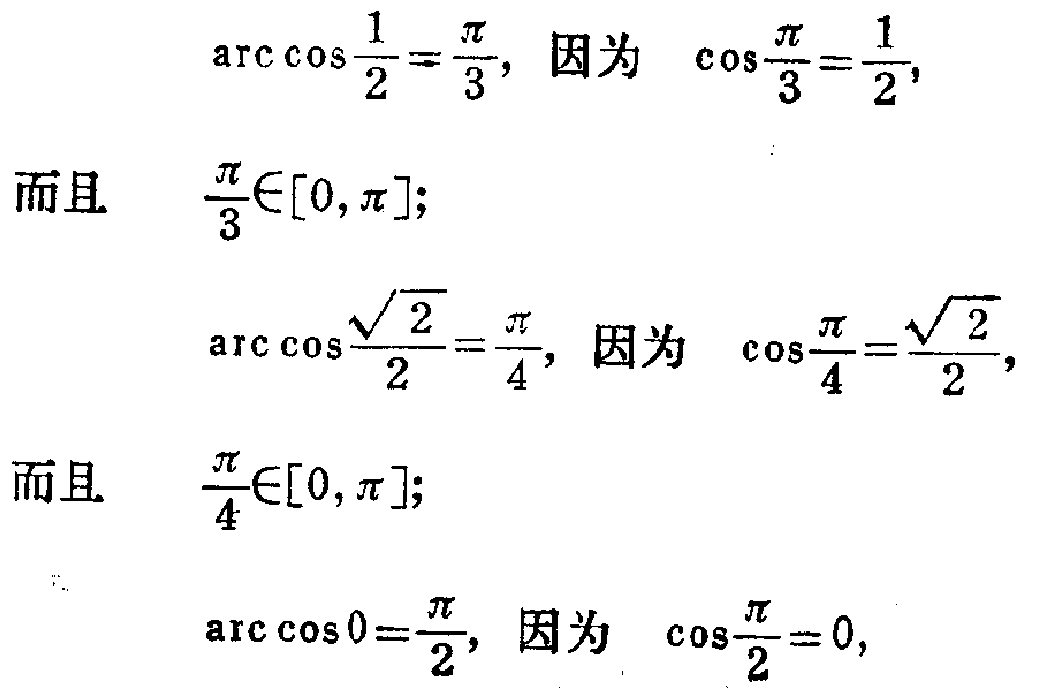 arc cos 1/2 = π/3, 因为 cos π/3 = 1/2,
而且 π/3 ∈ [0, π];
arc cos √2/2 = π/4, 因为 cos π/4 = √2/2,
而且 π/4 ∈ [0, π];
arc cos 0 = π/2, 因为 cos π/2 = 0,